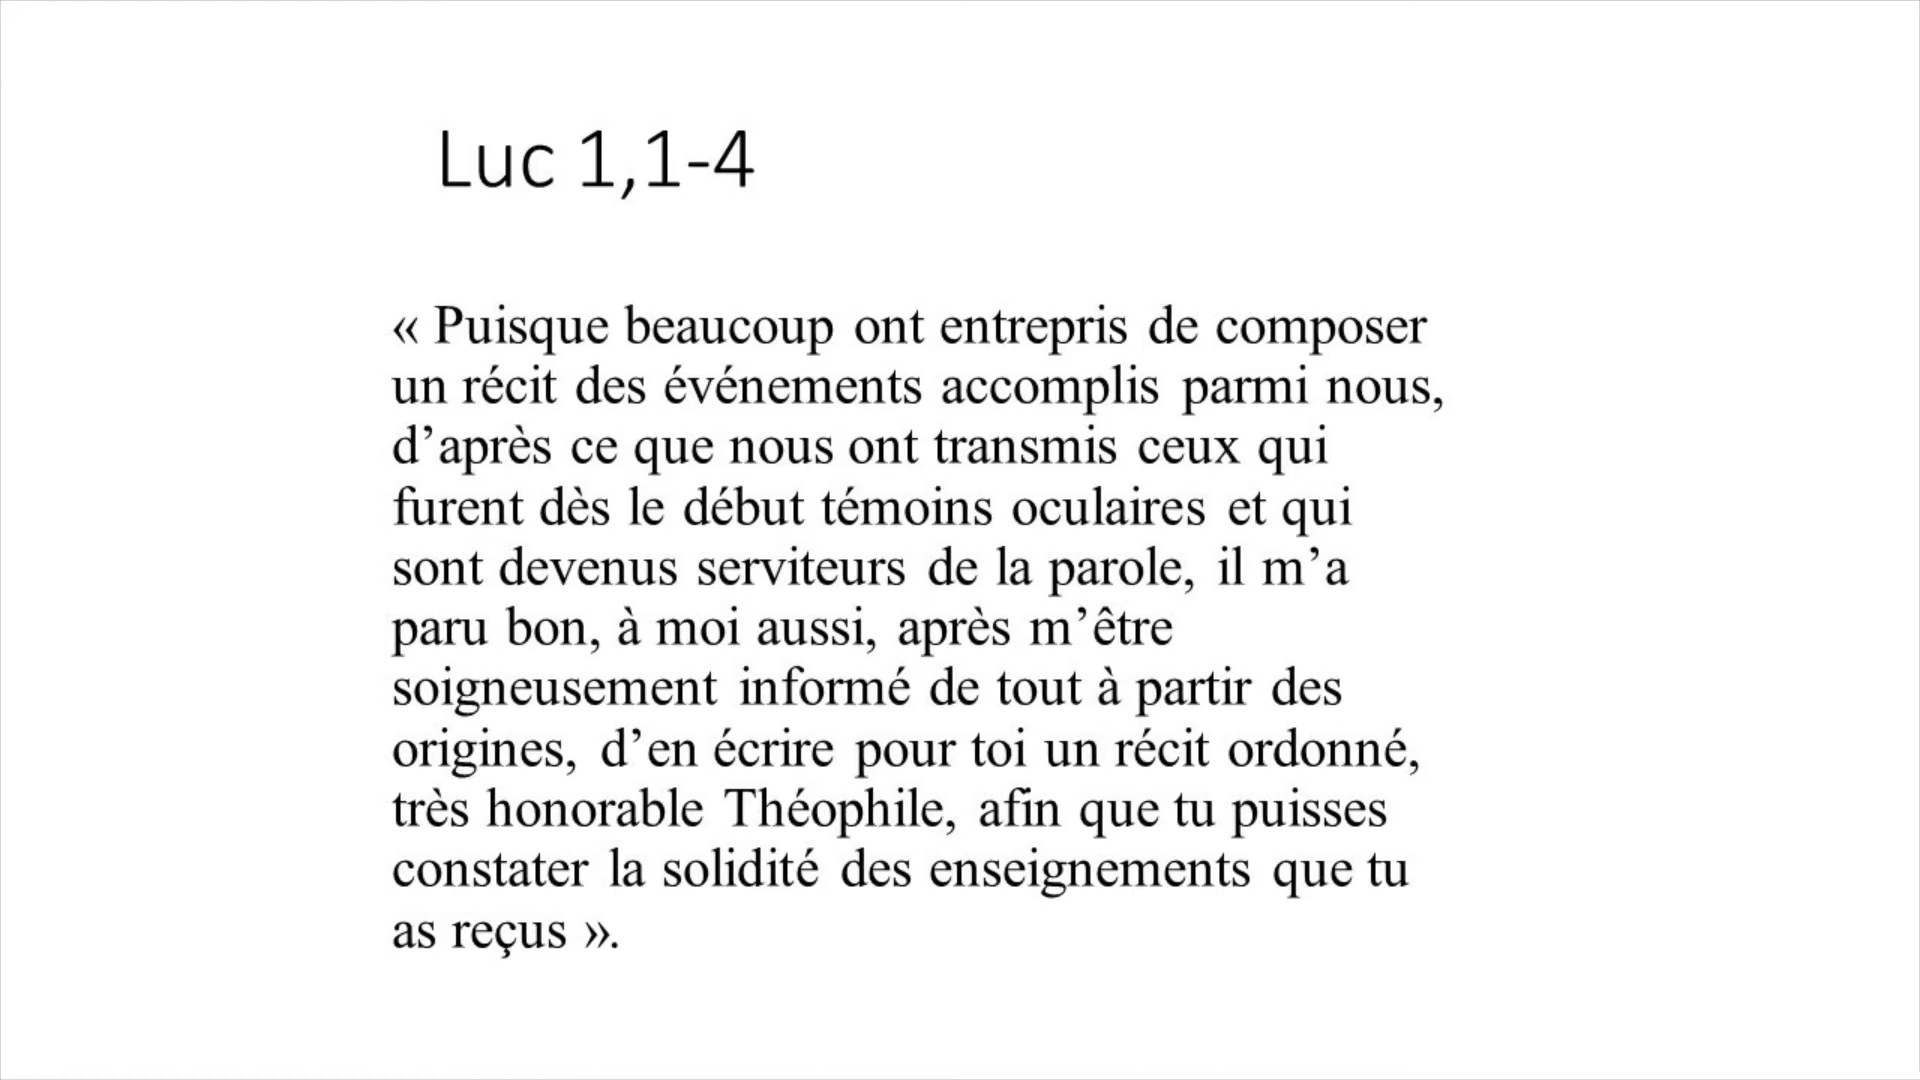 Luc 1,1-4
« Puisque beaucoup ont entrepris de composer
un récit des événements accomplis parmi nous,
d’après ce que nous ont transmis ceux qui
furent dès le début témoins oculaires et qui
sont devenus serviteurs de la parole, il m’a
paru bon, à moi aussi, après m’être
soigneusement informé de tout à partir des
origines, d’en écrire pour toi un récit ordonné,
très honorable Théophile, afin que tu puisses
constater la solidité des enseignements que tu
as reçus ».